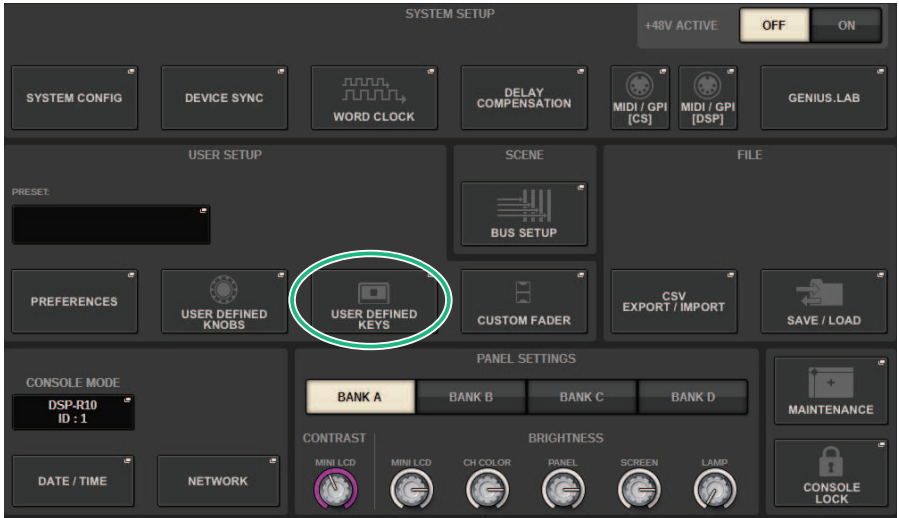 SYSTEM SETUP
+48V ACTIVE
OFF
ON
SYSTEM CONFIG
DEVICE SYNC
WORD CLOCK
DELAY
COMPENSATION
MIDI / GPI
[CS]
MIDI / GPI
[DSP]
GENIUS.LAB
USER SETUP
SCENE
FILE
PRESET:
BUS SETUP
PREFERENCES
USER DEFINED
KNOBS
USER DEFINED
KEYS
CUSTOM FADER
CSV
EXPORT / IMPORT
SAVE / LOAD
CONSOLE MODE
DSP-R10
ID : 1
DATE / TIME
NETWORK
PANEL SETTINGS
BANK A
BANK B
BANK C
BANK D
CONTRAST
BRIGHTNESS
MINI LCD
MINI LCD
CH COLOR
PANEL
SCREEN
LAMP
MAINTENANCE
CONSOLE
LOCK